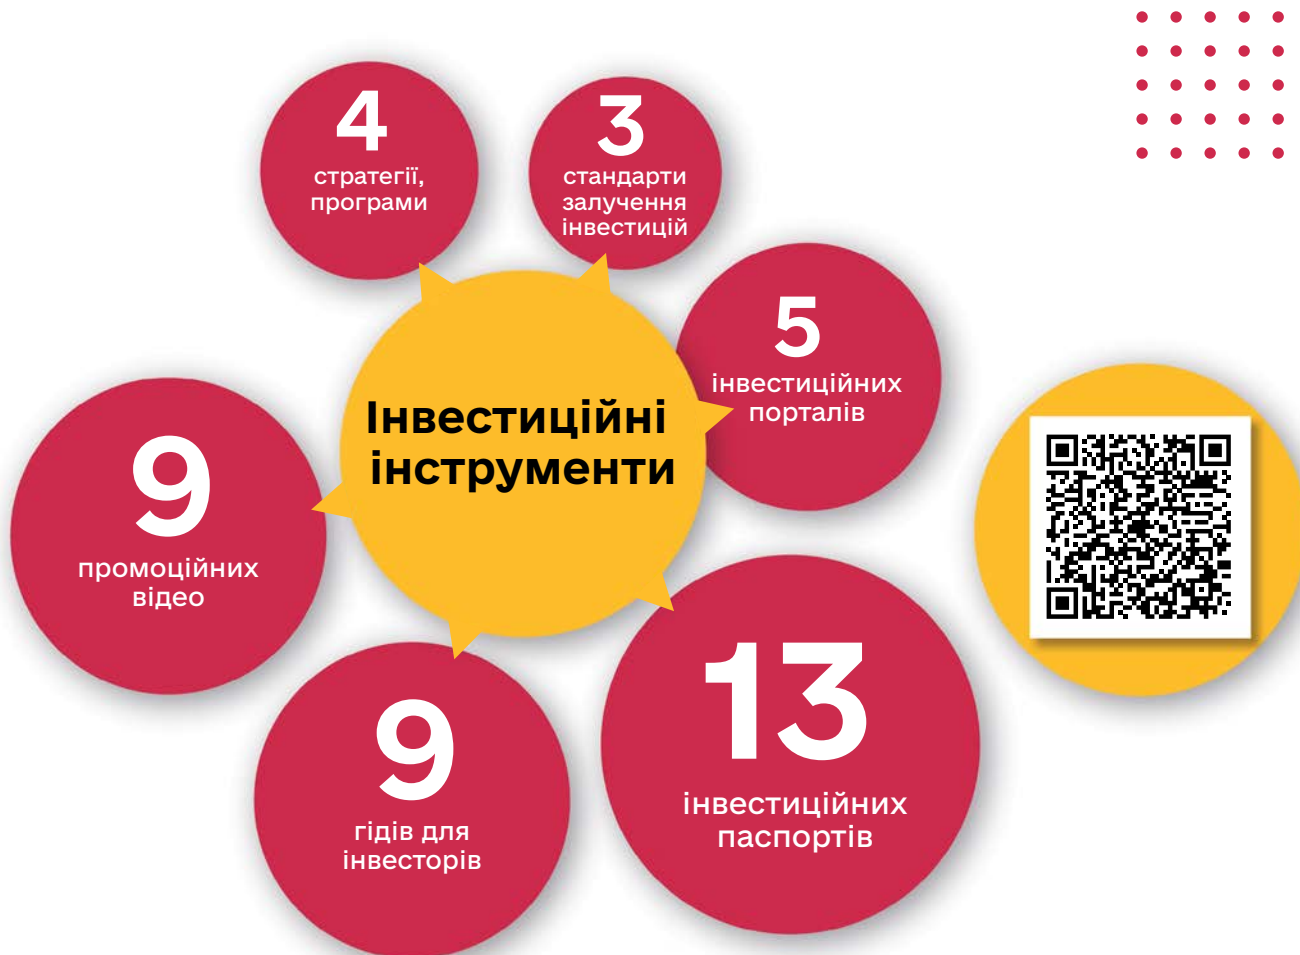 4
стратегії,
програми
3
стандарти
залучення
інвестицій
5
інвестиційних
порталів
Інвестиційні
інструменти
9
промоційних
відео
13
інвестиційних
паспортів
9
гідів для
інвесторів